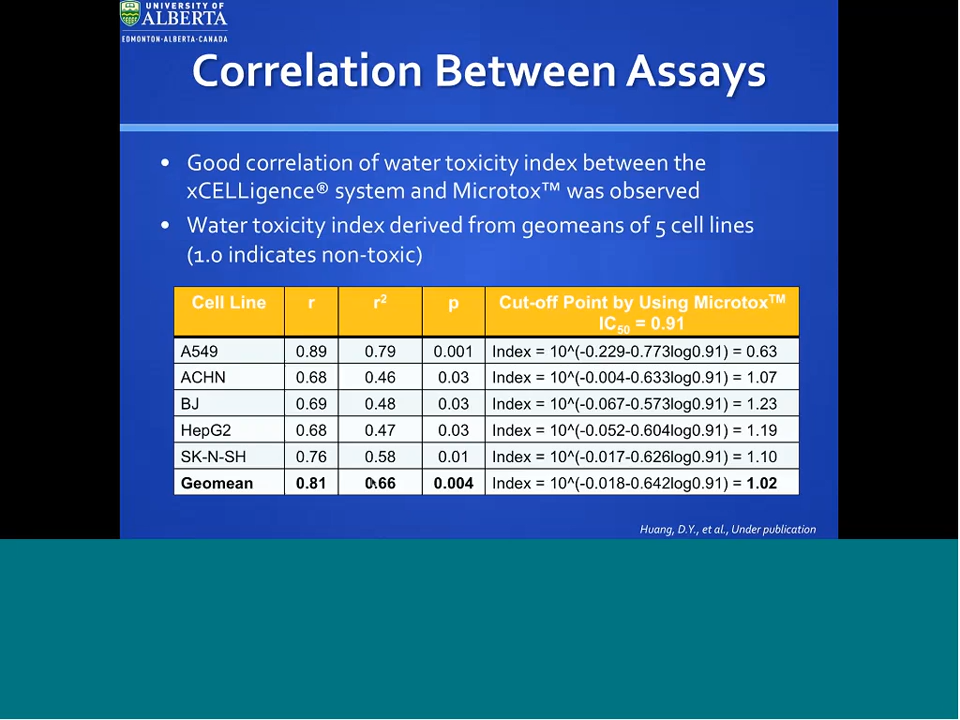 UNIVERSITY OF
ALBERTA
EDMONTON·ALBERTA·CANADA
Correlation Between Assays
• Good correlation of water toxicity index between the
xCELLigence® system and Microtox™ was observed
• Water toxicity index derived from geomeans of 5 cell lines
(1.0 indicates non-toxic)
Cell Line r r² p Cut-off Point by Using Microtox™
IC50 = 0.91
A549 0.89 0.79 0.001 Index = 10^(-0.229-0.773log0.91) = 0.63
ACHN 0.68 0.46 0.03 Index = 10^(-0.004-0.633log0.91) = 1.07
BJ 0.69 0.48 0.03 Index = 10^(-0.067-0.573log0.91) = 1.23
HepG2 0.68 0.47 0.03 Index = 10^(-0.052-0.604log0.91) = 1.19
SK-N-SH 0.76 0.58 0.01 Index = 10^(-0.017-0.626log0.91) = 1.10
Geomean 0.81 0.66 0.004 Index = 10^(-0.018-0.642log0.91) = 1.02
Huang, D.Y., et al., Under publication